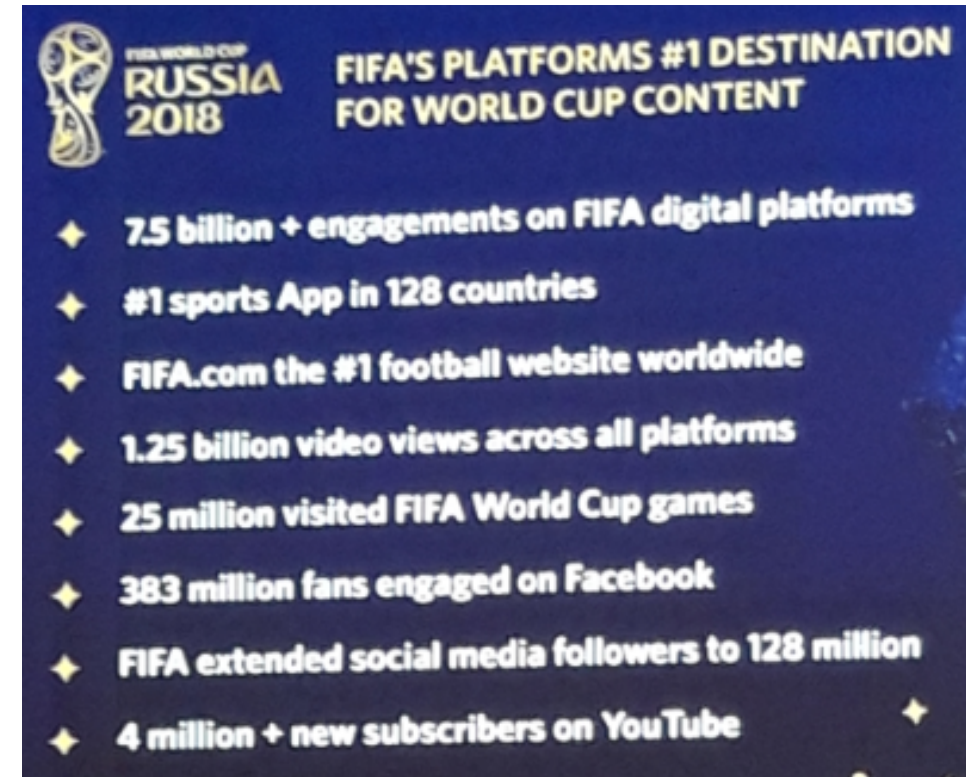 FIFA WORLD CUP
RUSSIA
2018
FIFA'S PLATFORMS #1 DESTINATION
FOR WORLD CUP CONTENT
7.5 billion + engagements on FIFA digital platforms
#1 sports App in 128 countries
FIFA.com the #1 football website worldwide
1.25 billion video views across all platforms
25 million visited FIFA World Cup games
383 million fans engaged on Facebook
FIFA extended social media followers to 128 million
4 million + new subscribers on YouTube